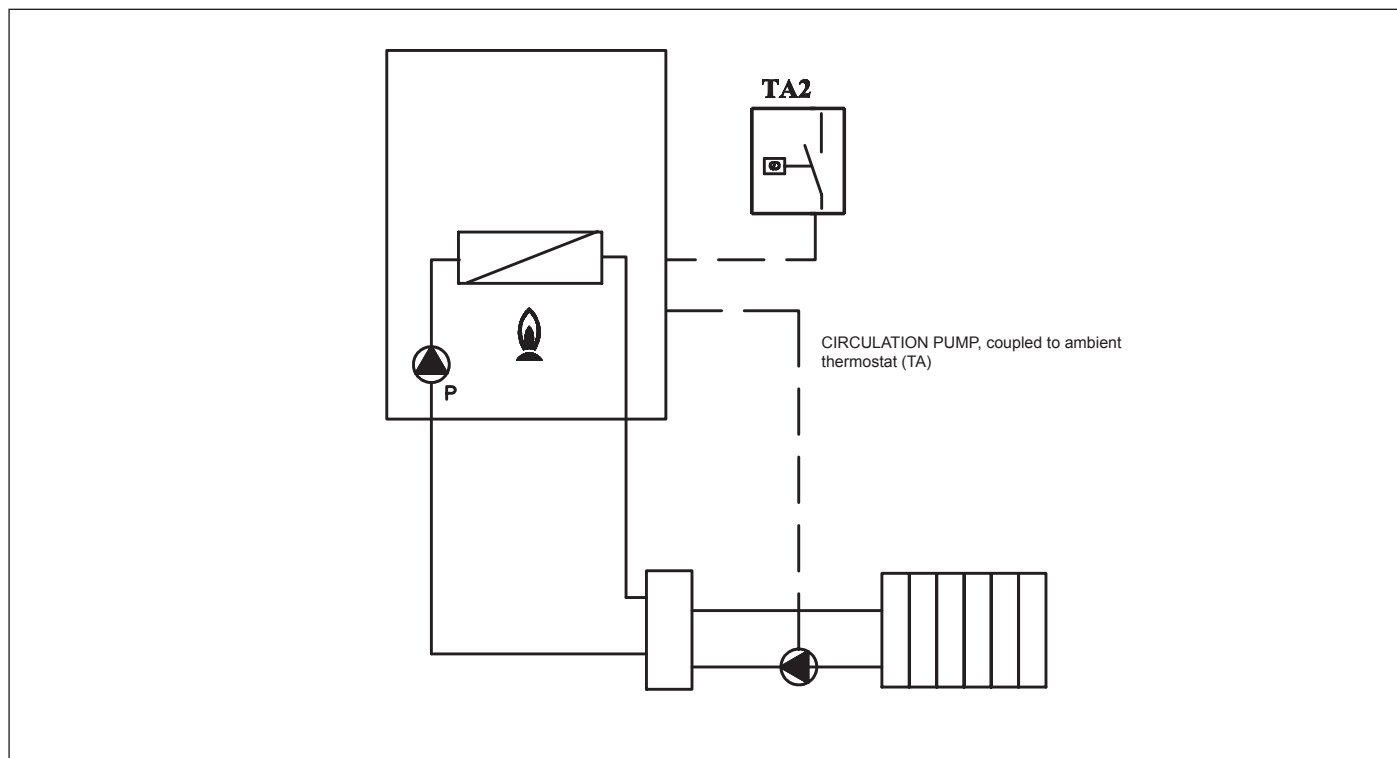 TA2
CIRCULATION PUMP, coupled to ambient
thermostat (TA)
P